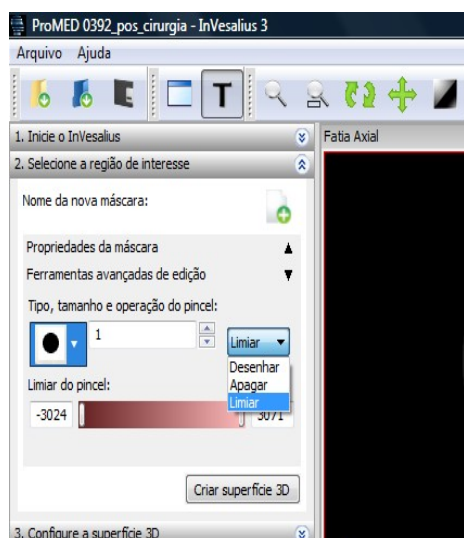 ProMED 0392_pos_cirurgia - InVesalius 3
Arquivo Ajuda
T
1. Inicie o InVesalius
Fatia Axial
2. Selecione a região de interesse
Nome da nova máscara:
Propriedades da máscara
Ferramentas avançadas de edição
Tipo, tamanho e operação do pincel:
1
Limiar
Desenhar
Apagar
Limiar
Limiar do pincel:
-3024 3071
Criar superfície 3D
3. Configure a superfície 3D